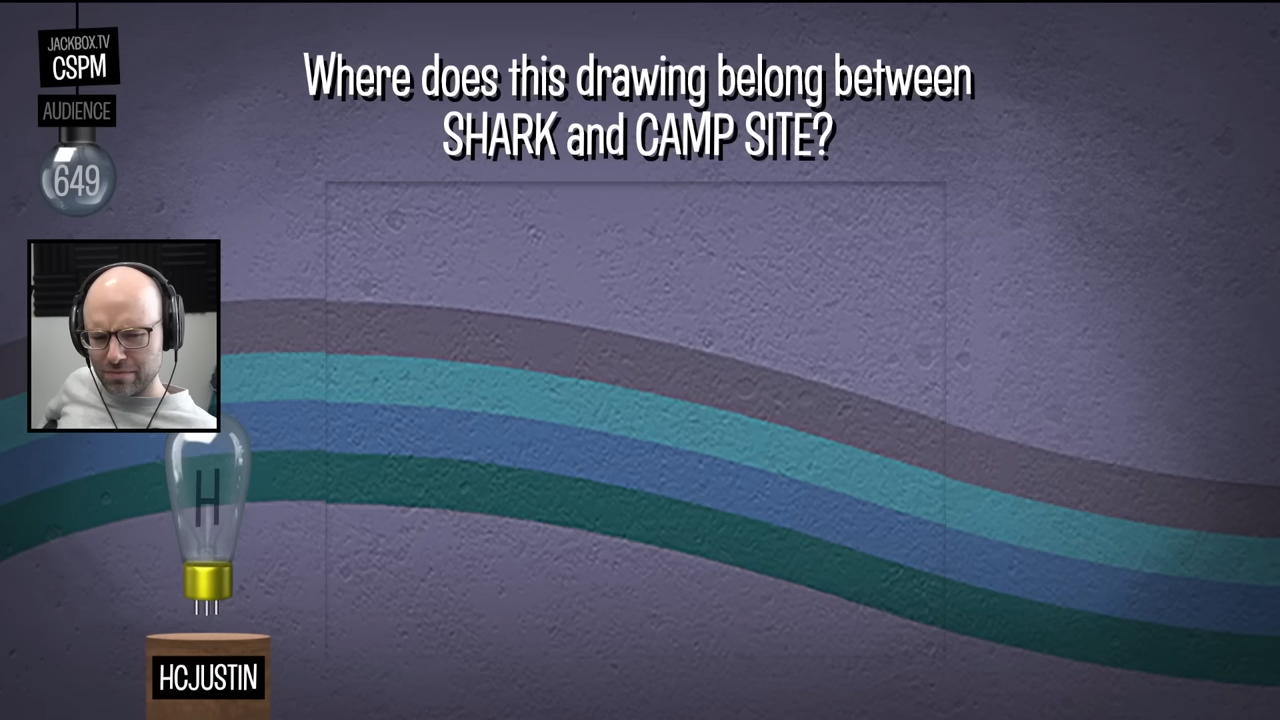 JACKBOX.TV
CSPM
AUDIENCE
649
Where does this drawing belong between
SHARK and CAMP SITE?
H
HCJUSTIN